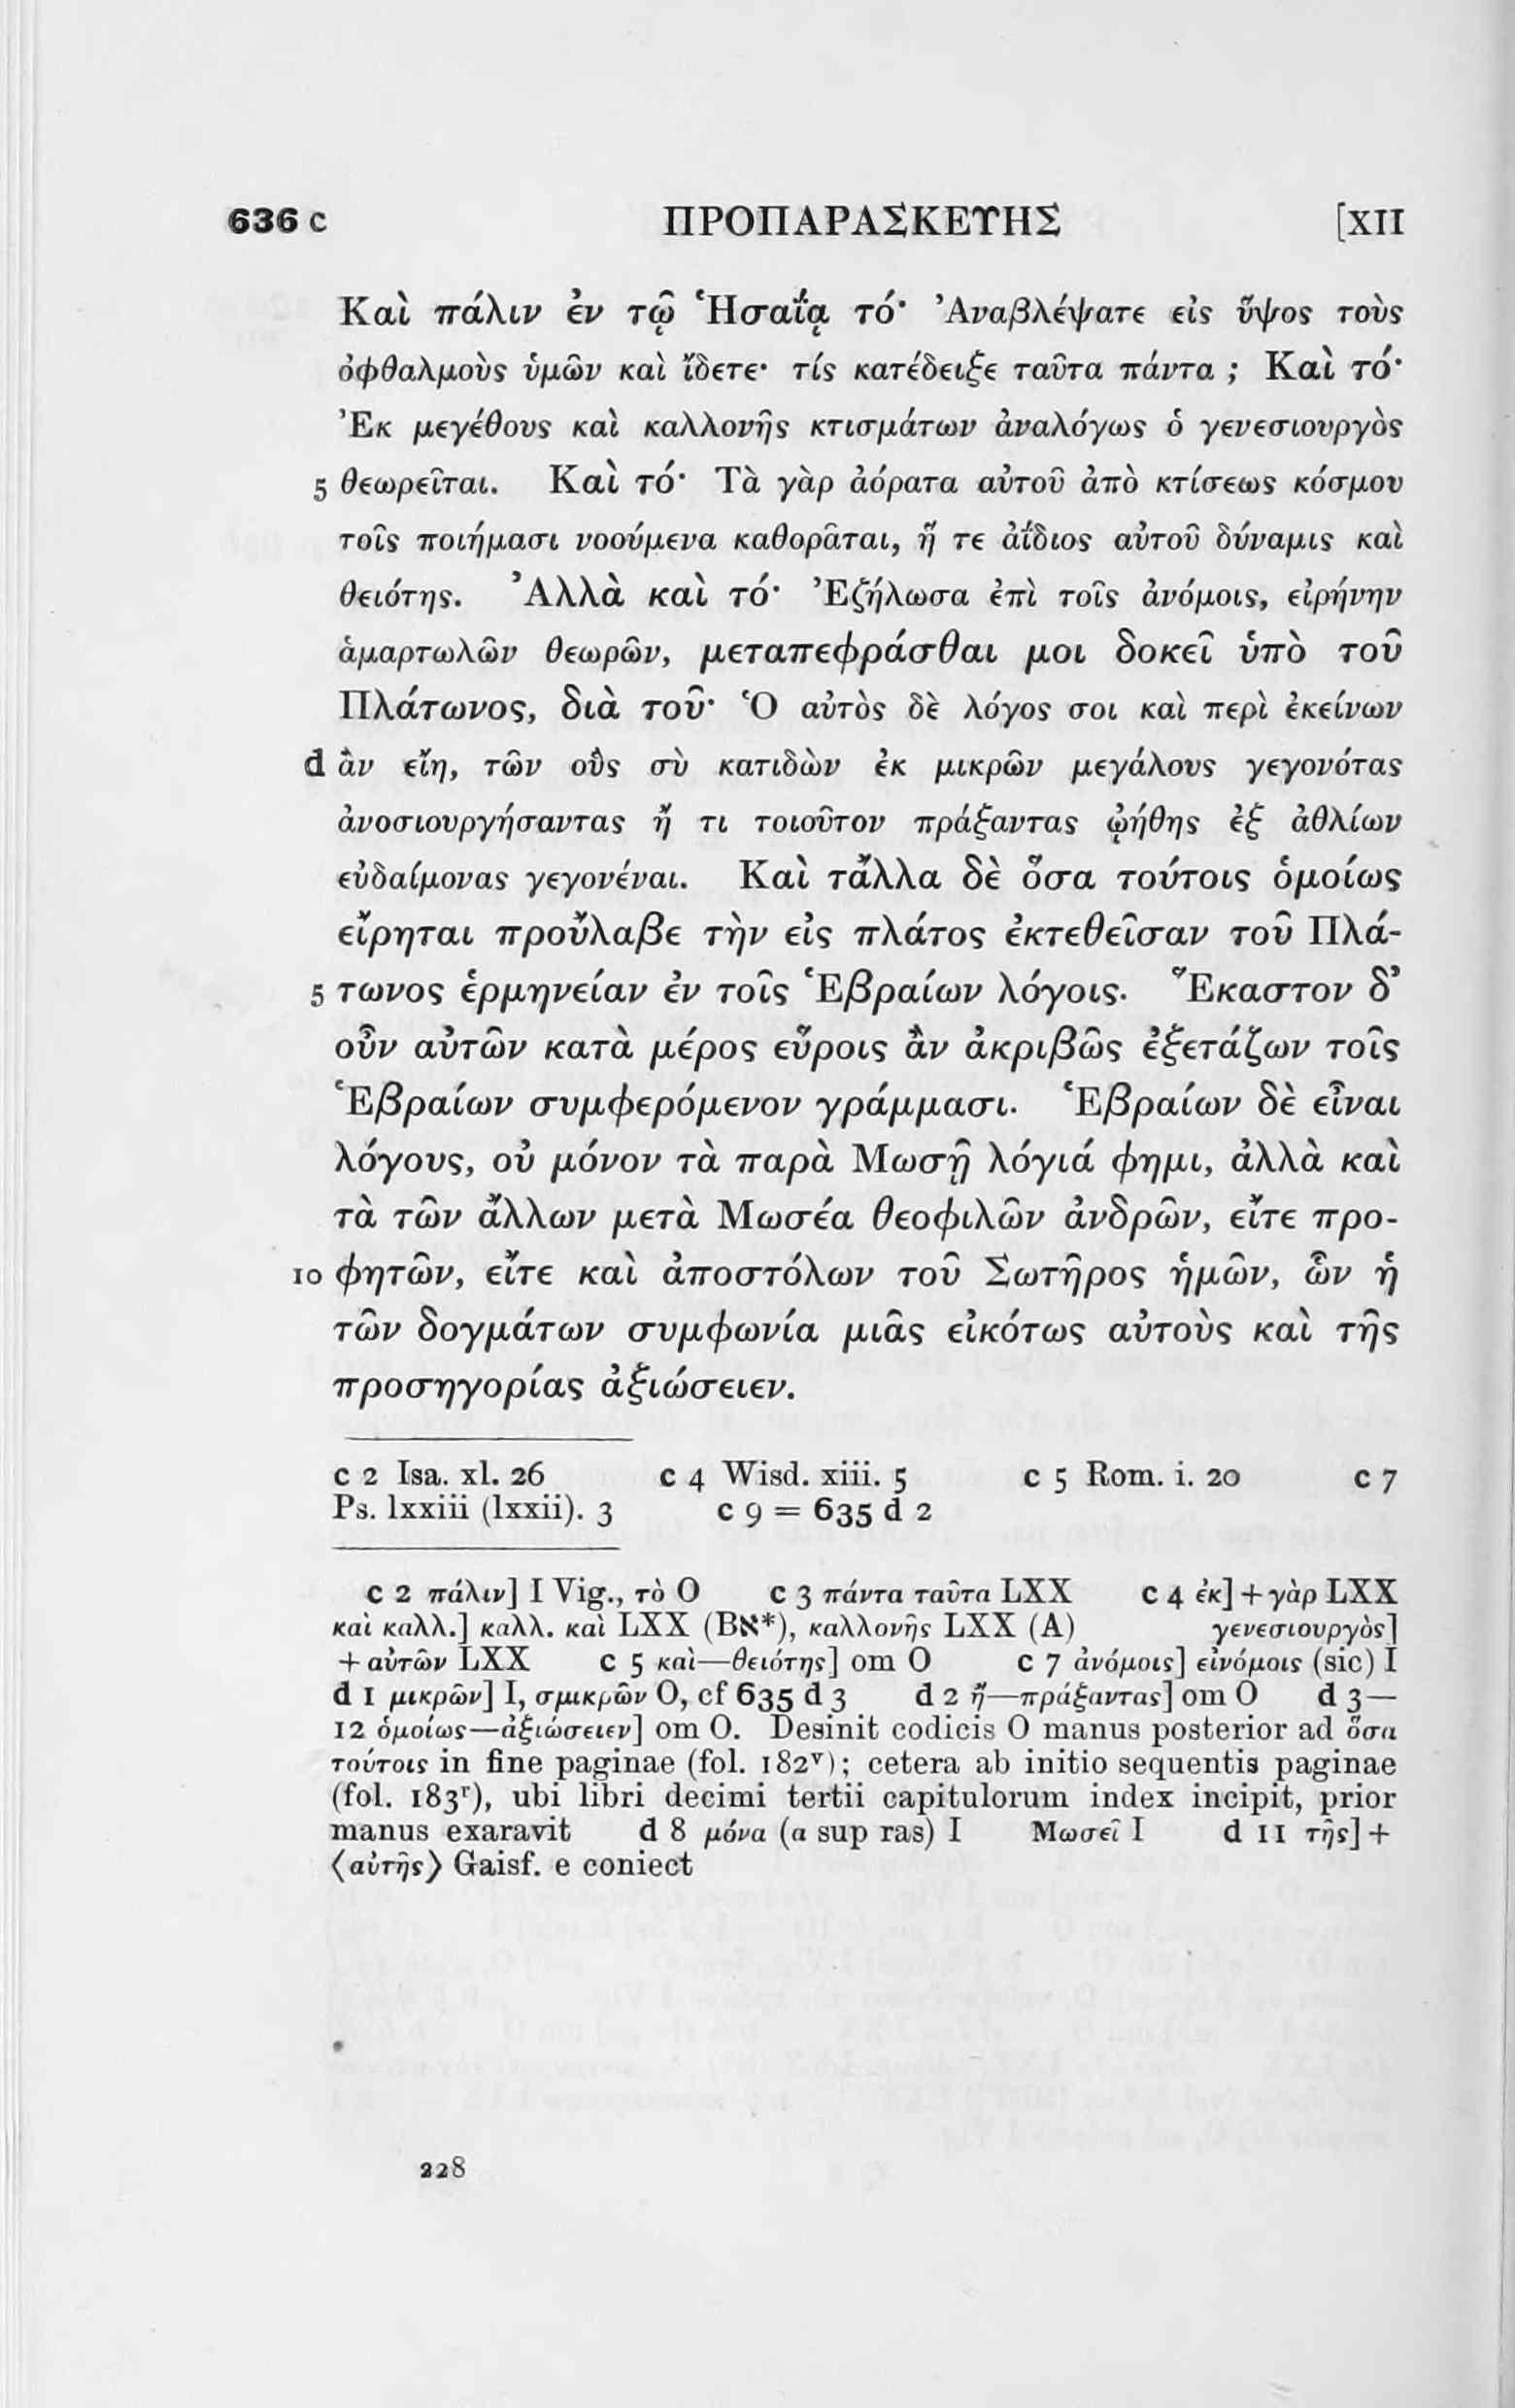 636 c ΠΡΟΠΑΡΑΣΚΕΥΗΣ [XII
Καὶ πάλιν ἐν τῷ Ἡσαΐᾳ τό· Ἀναβλέψατε εἰς ὕψος τοὺς
ὀφθαλμοὺς ὑμῶν καὶ ἴδετε· τίς κατέδειξε ταῦτα πάντα ; Καὶ τό·
Ἐκ μεγέθους καὶ καλλονῆς κτισμάτων ἀναλόγως ὁ γενεσιουργὸς
5 θεωρεῖται. Καὶ τό· Τὰ γὰρ ἀόρατα αὐτοῦ ἀπὸ κτίσεως κόσμου
τοῖς ποιήμασι νοούμενα καθορᾶται, ἥ τε ἀΐδιος αὐτοῦ δύναμις καὶ
θειότης. Ἀλλὰ καὶ τό· Ἐζήλωσα ἐπὶ τοῖς ἀνόμοις, εἰρήνην
ἁμαρτωλῶν θεωρῶν, μεταπεφράσθαι μοι δοκεῖ ὑπὸ τοῦ
Πλάτωνος, διὰ τοῦ· Ὁ αὐτὸς δὲ λόγος σοι καὶ περὶ ἐκείνων
d ἂν εἴη, τῶν οὓς σὺ κατιδὼν ἐκ μικρῶν μεγάλους γεγονότας
ἀνοσιουργήσαντας ἤ τι τοιοῦτον πράξαντας ᾠήθης ἐξ ἀθλίων
εὐδαίμονας γεγονέναι. Καὶ τἄλλα δὲ ὅσα τούτοις ὁμοίως
εἴρηται προὔλαβε τὴν εἰς πλάτος ἐκτεθεῖσαν τοῦ Πλά-
5 τωνος ἑρμηνείαν ἐν τοῖς Ἑβραίων λόγοις. Ἕκαστον δ’
οὖν αὐτῶν κατὰ μέρος εὕροις ἂν ἀκριβῶς ἐξετάζων τοῖς
Ἑβραίων συμφερόμενον γράμμασι. Ἑβραίων δὲ εἶναι
λόγους, οὐ μόνον τὰ παρὰ Μωσῇ λόγιά φημι, ἀλλὰ καὶ
τὰ τῶν ἄλλων μετὰ Μωσέα θεοφιλῶν ἀνδρῶν, εἴτε προ-
10 φητῶν, εἴτε καὶ ἀποστόλων τοῦ Σωτῆρος ἡμῶν, ὧν ἡ
τῶν δογμάτων συμφωνία μιᾶς εἰκότως αὐτοὺς καὶ τῆς
προσηγορίας ἀξιώσειεν.
c 2 Isa. xl. 26 c 4 Wisd. xiii. 5 c 5 Rom. i. 20 c 7
Ps. lxxiii (lxxii). 3 c 9 = 635 d 2
c 2 πάλιν] I Vig., τὸ O c 3 πάντα ταῦτα LXX c 4 ἐκ] + γὰρ LXX
καὶ καλλ.] καλλ. καὶ LXX (Bא*), καλλονῆς LXX (A) γενεσιουργὸς]
+ αὐτῶν LXX c 5 καὶ—θειότης] om O c 7 ἀνόμοις] εἰνόμοις (sic) I
d 1 μικρῶν] I, σμικρῶν O, cf 635 d 3 d 2 ἤ—πράξαντας] om O d 3—
12 ὁμοίως—ἀξιώσειεν] om O. Desinit codicis O manus posterior ad ὅσα
τούτοις in fine paginae (fol. 182ᵛ); cetera ab initio sequentis paginae
(fol. 183ʳ), ubi libri decimi tertii capitulorum index incipit, prior
manus exaravit d 8 μόνα (α sup ras) I Μωσεῖ I d 11 τῆς] +
⟨αὐτῆς⟩ Gaisf. e coniect
228